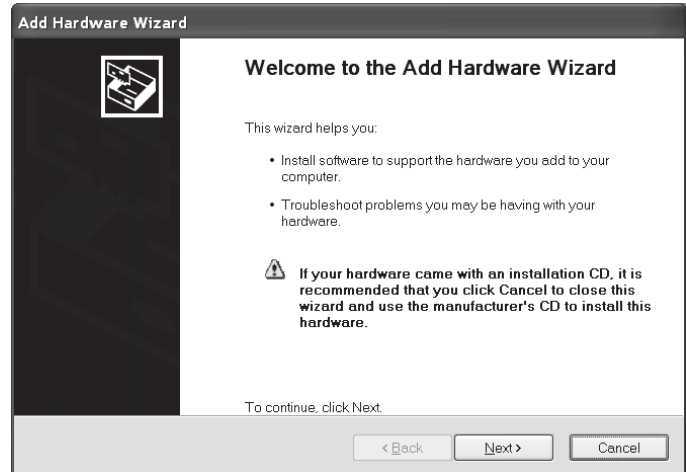 Add Hardware Wizard
Welcome to the Add Hardware Wizard
This wizard helps you:
• Install software to support the hardware you add to your
computer.
• Troubleshoot problems you may be having with your
hardware.
If your hardware came with an installation CD, it is
recommended that you click Cancel to close this
wizard and use the manufacturer's CD to install this
hardware.
To continue, click Next.
< Back Next > Cancel